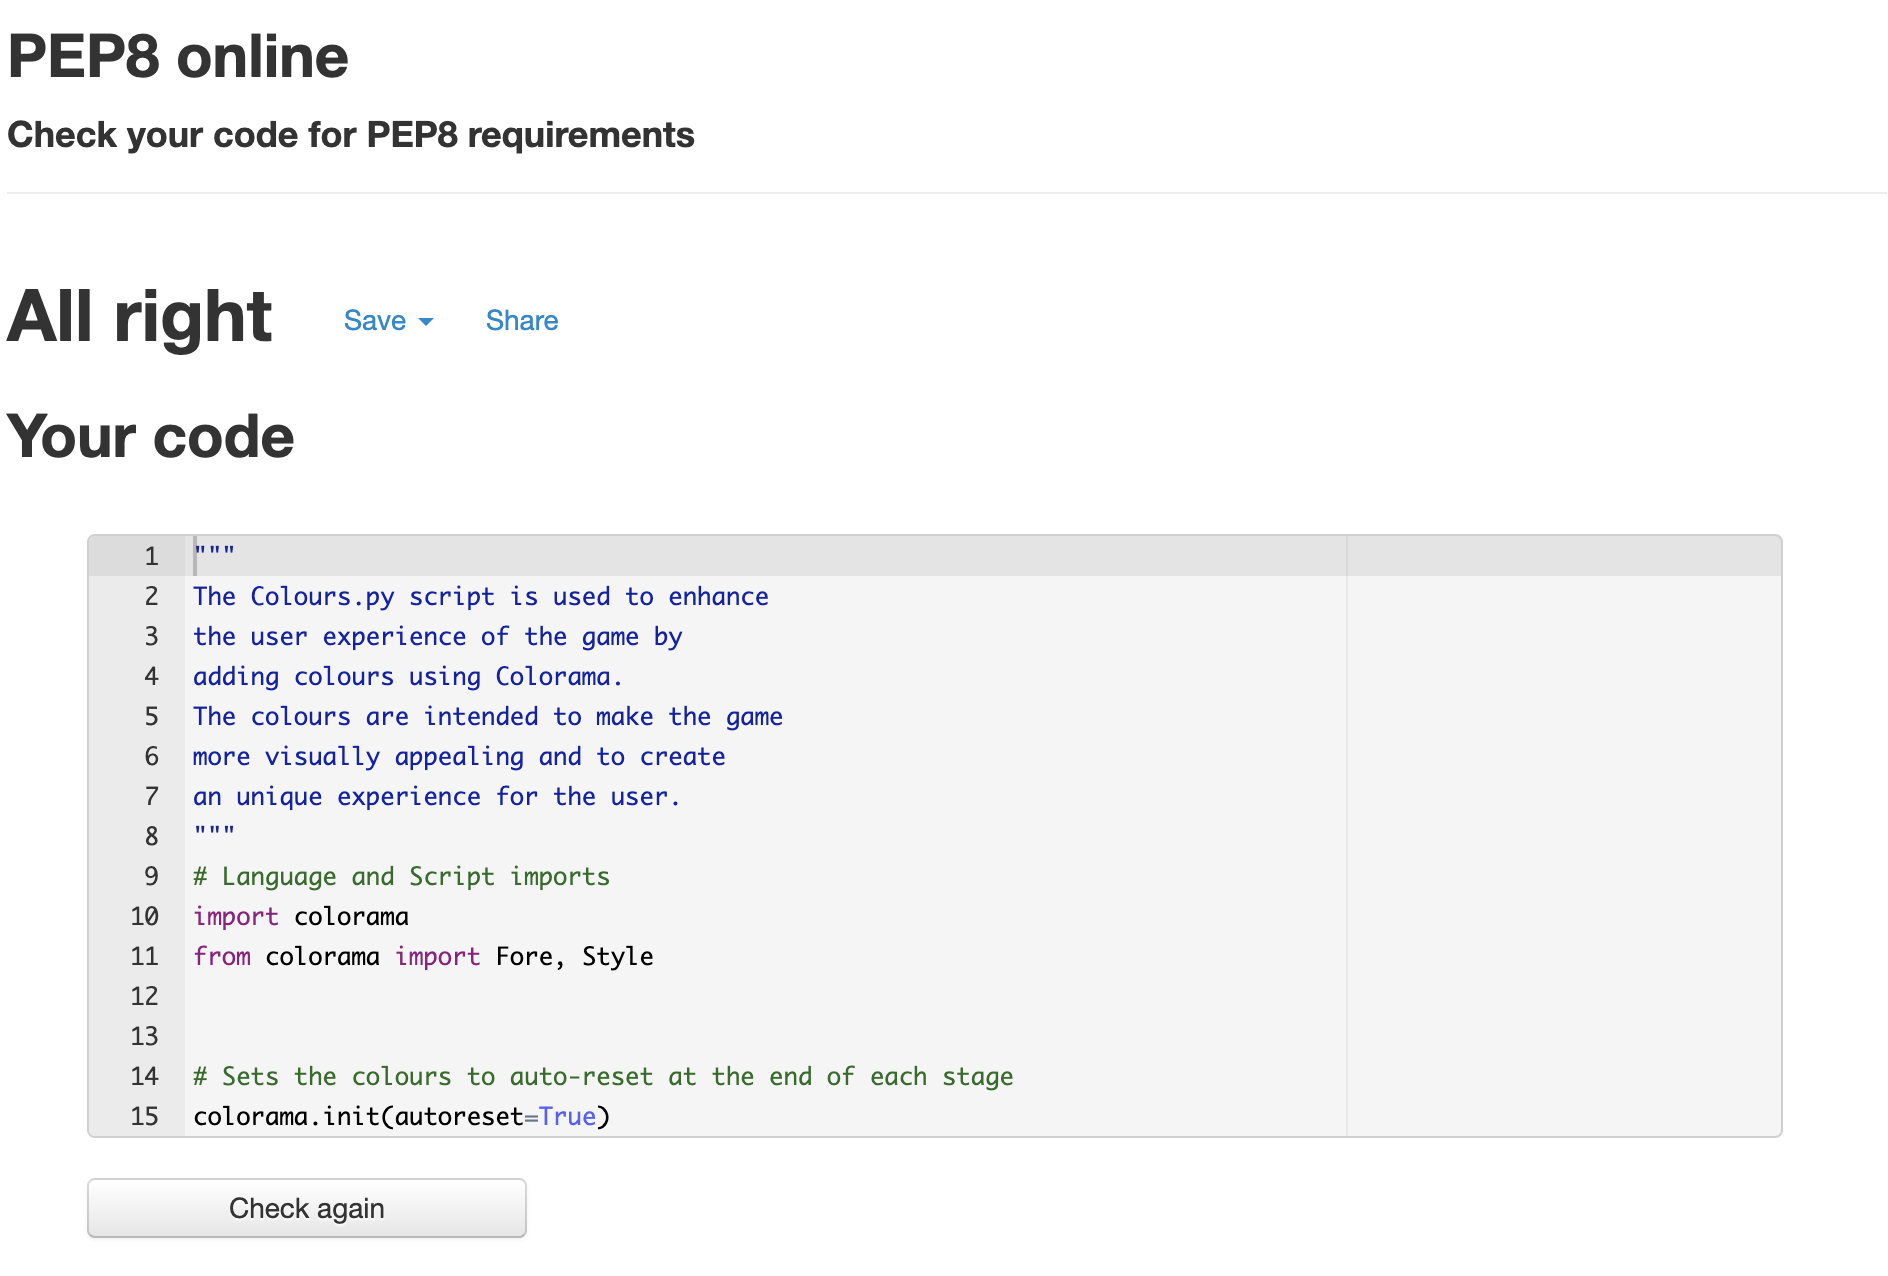 PEP8 online
Check your code for PEP8 requirements
All right Save Share
Your code
1 """
2 The Colours.py script is used to enhance
3 the user experience of the game by
4 adding colours using Colorama.
5 The colours are intended to make the game
6 more visually appealing and to create
7 an unique experience for the user.
8 """
9 # Language and Script imports
10 import colorama
11 from colorama import Fore, Style
12
13
14 # Sets the colours to auto-reset at the end of each stage
15 colorama.init(autoreset=True)
Check again